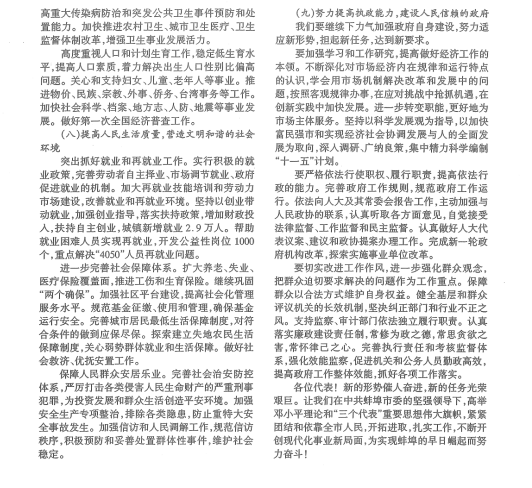 高重大传染病防治和突发公共卫生事件预防和处
置能力。加快推进农村卫生、城市卫生医疗、卫生
监督体制改革,增强卫生事业发展活力。
高度重视人口和计划生育工作,稳定低生育水
平,提高人口素质,着力解决出生人口性别比偏高
问题。关心和支持妇女、儿童、老年人等事业。推
进物价、民族、宗教、外事、侨务、台湾事务等工作。
加快社会科学、档案、地方志、人防、地震等事业发
展。做好第一次全国经济普查工作。
(八)提高人民生活质量,营造文明和谐的社会
环境
突出抓好就业和再就业工作。实行积极的就
业政策,完善劳动者自主择业、市场调节就业、政府
促进就业的机制。加大再就业技能培训和劳动力
市场建设,改善就业和再就业环境。坚持以创业带
动就业,加强创业指导,落实扶持政策,增加财政投
入,扶持自主创业,城镇新增就业2.9万人。帮助
就业困难人员实现再就业,开发公益性岗位1000
个,重点解决“4050”人员再就业问题。
进一步完善社会保障体系。扩大养老、失业、
医疗保险覆盖面,推进工伤和生育保险。继续巩固
“两个确保”。加强社区平台建设,提高社会化管理
服务水平。规范基金征缴、使用和管理,确保基金
运行安全。完善城市居民最低生活保障制度,对符
合条件的做到应保尽保。探索建立失地农民生活
保障制度,关心弱势群体就业和生活保障。做好社
会救济、优抚安置工作。
保障人民群众安居乐业。完善社会治安防控
体系,严厉打击各类侵害人民生命财产的严重刑事
犯罪,为投资发展和群众生活创造平安环境。加强
安全生产专项整治,排除各类隐患,防止重特大安
全事故发生。加强信访和人民调解工作,规范信访
秩序,积极预防和妥善处置群体性事件,维护社会
稳定。
(九)努力提高执政能力,建设人民信赖的政府
我们要继续下力气加强政府自身建设,努力适
应新形势,担起新任务,达到新要求。
要加强学习和工作研究,提高做好经济工作的
本领。不断深化对市场经济内在规律和运行特点
的认识,学会用市场机制解决改革和发展中的问
题,按照客观规律办事,在应对挑战中抢抓机遇,在
创新实践中加快发展。进一步转变职能,更好地为
市场主体服务。坚持以科学发展观为指导,以加快
富民强市和实现经济社会协调发展与人的全面发
展为取向,深入调研、广纳良策,集中精力科学编制
“十一五”计划。
要严格依法行使职权、履行职责,提高依法行
政的能力。完善政府工作规则,规范政府工作运
行。依法向人大及其常委会报告工作,主动加强与
人民政协的联系,认真听取各方面意见,自觉接受
法律监督、工作监督和民主监督。认真做好人大代
表议案、建议和政协提案办理工作。完成新一轮政
府机构改革,探索实施事业单位改革。
要切实改进工作作风,进一步强化群众观念,
把群众迫切要求解决的问题作为工作重点。保障
群众以合法方式维护自身权益。健全基层和群众
评议机关的长效机制,坚决纠正部门和行业不正之
风。支持监察、审计部门依法独立履行职责。认真
落实廉政建设责任制,常修为政之德,常思贪欲之
害,常怀律己之心。完善执行责任和考核监督体
系,强化效能监察,促进机关和公务人员勤政高效,
提高政府工作整体效能,抓好各项工作落实。
各位代表！新的形势催人奋进,新的任务光荣
艰巨。让我们在中共蚌埠市委的坚强领导下,高举
邓小平理论和“三个代表”重要思想伟大旗帜,紧紧
团结和依靠全市人民,开拓进取,扎实工作,不断开
创现代化事业新局面,为实现蚌埠的早日崛起而努
力奋斗！